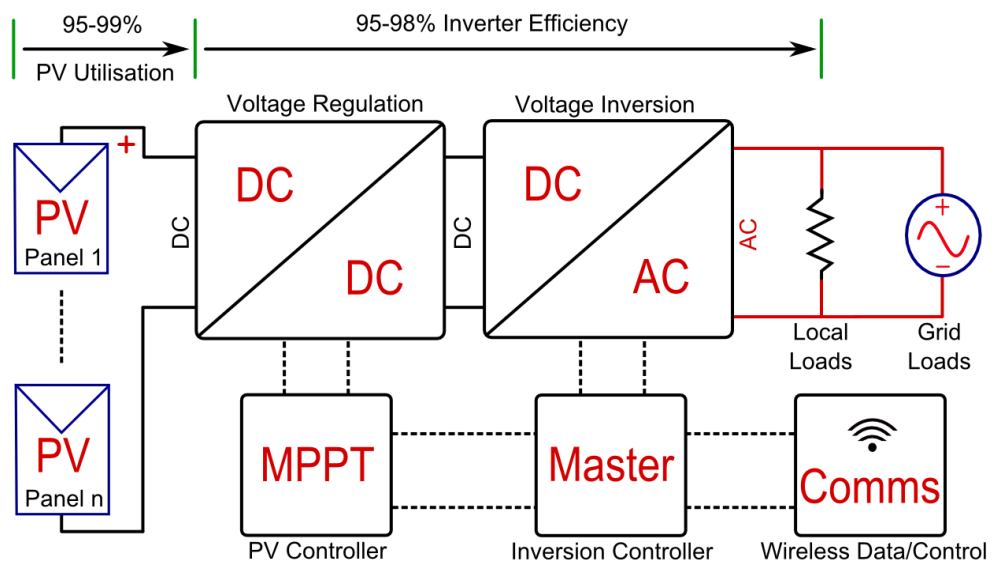 95-99%
95-98% Inverter Efficiency
PV Utilisation
Voltage Regulation
Voltage Inversion
+
PV
Panel 1
DC
DC
DC
DC
DC
AC
AC
+
−
Local
Loads
Grid
Loads
PV
Panel n
MPPT
Master
Comms
PV Controller
Inversion Controller
Wireless Data/Control